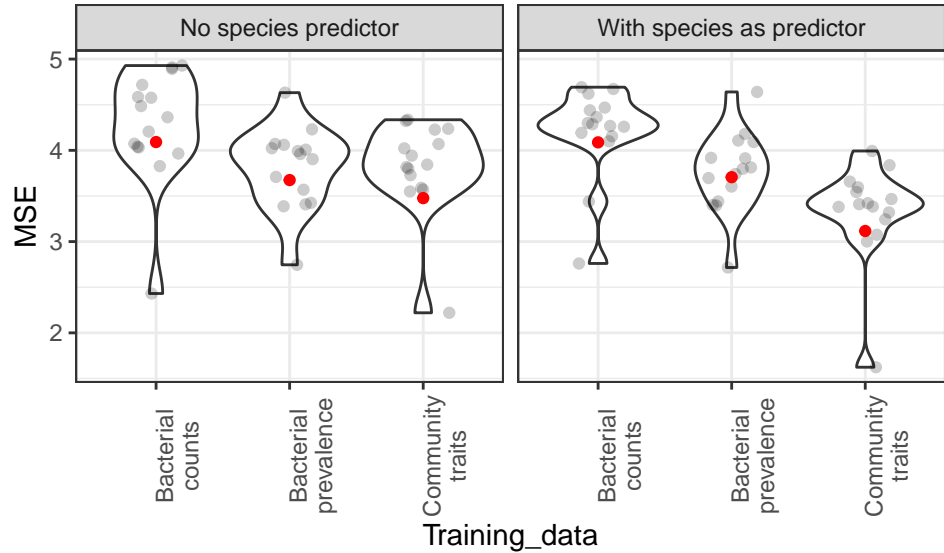 No species predictor
With species as predictor
MSE
5
4
3
2
Bacterial
counts
Bacterial
prevalence
Community
traits
Bacterial
counts
Bacterial
prevalence
Community
traits
Training_data